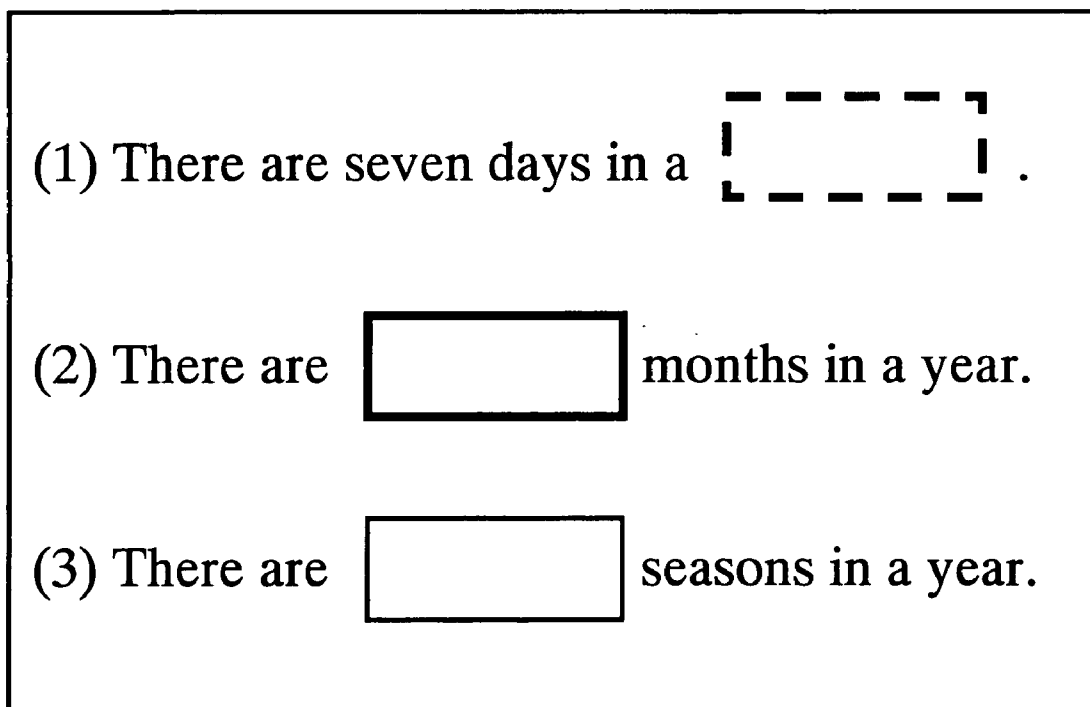 (1) There are seven days in a .
(2) There are months in a year.
(3) There are seasons in a year.